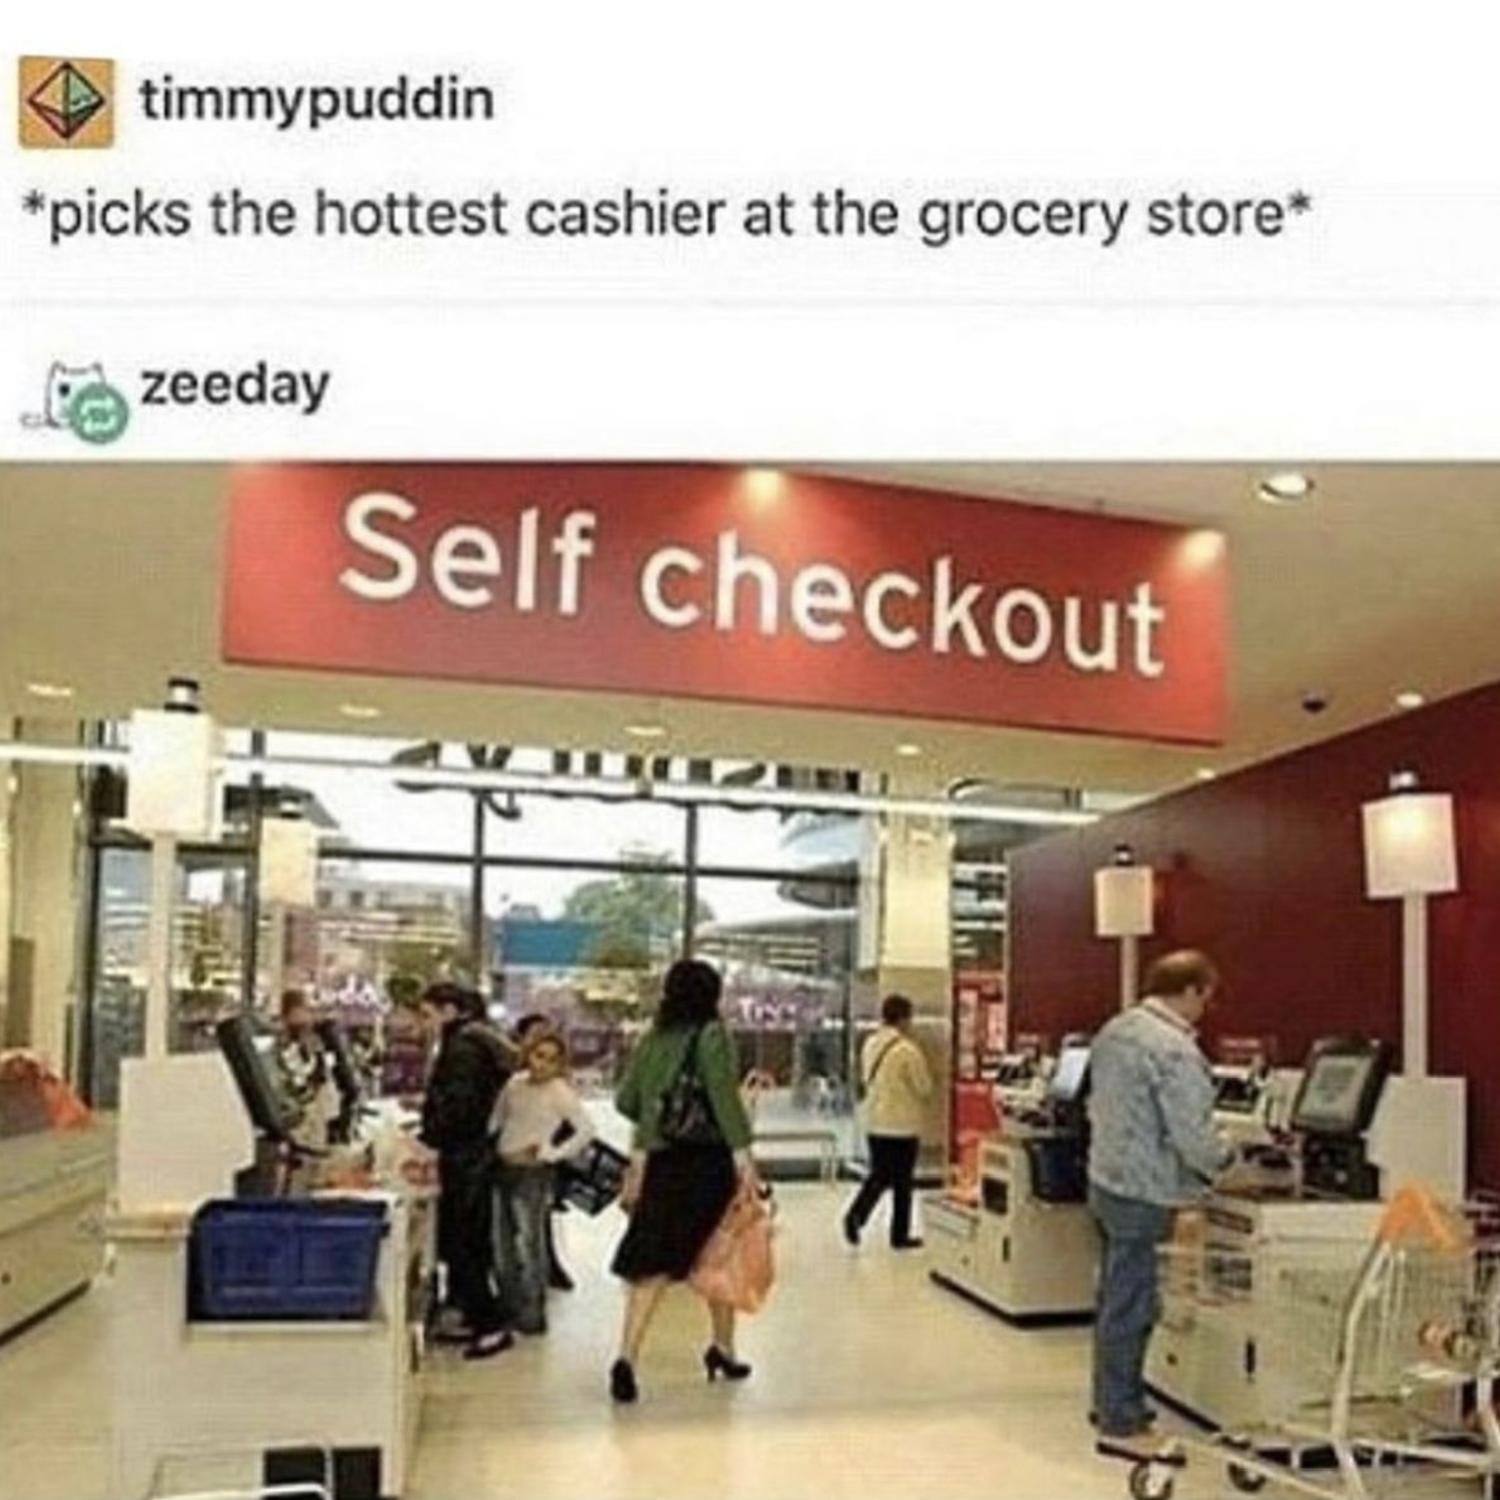 timmypuddin
*picks the hottest cashier at the grocery store*
zeeday
Self checkout